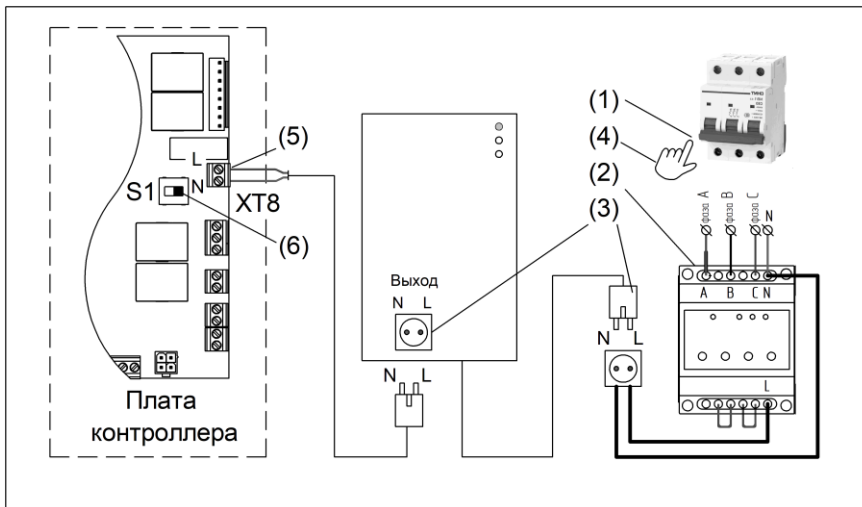 (1)
(4)
(2)
(3)
(5)
(6)
L
N
S1
XT8
Плата
контроллера
Выход
N L
N L
N L
фаза A
фаза B
фаза C
N
A B C N
L